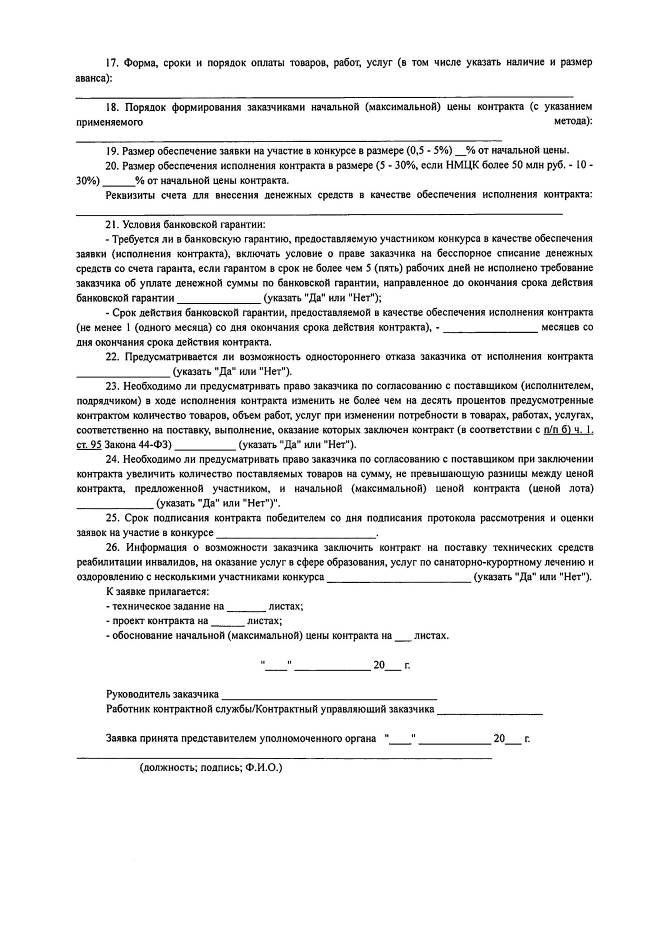 17. Форма, сроки и порядок оплаты товаров, работ, услуг (в том числе указать наличие и размер
аванса):
18. Порядок формирования заказчиками начальной (максимальной) цены контракта (с указанием
применяемого метода):
19. Размер обеспечение заявки на участие в конкурсе в размере (0,5 - 5%) __% от начальной цены.
20. Размер обеспечения исполнения контракта в размере (5 - 30%, если НМЦК более 50 млн руб. - 10 -
30%) ______% от начальной цены контракта.
Реквизиты счета для внесения денежных средств в качестве обеспечения исполнения контракта:
21. Условия банковской гарантии:
- Требуется ли в банковскую гарантию, предоставляемую участником конкурса в качестве обеспечения
заявки (исполнения контракта), включать условие о праве заказчика на бесспорное списание денежных
средств со счета гаранта, если гарантом в срок не более чем 5 (пять) рабочих дней не исполнено требование
заказчика об уплате денежной суммы по банковской гарантии, направленное до окончания срока действия
банковской гарантии ________________ (указать "Да" или "Нет");
- Срок действия банковской гарантии, предоставляемой в качестве обеспечения исполнения контракта
(не менее 1 (одного месяца) со дня окончания срока действия контракта), - __________________ месяцев со
дня окончания срока действия контракта.
22. Предусматривается ли возможность одностороннего отказа заказчика от исполнения контракта
__________________ (указать "Да" или "Нет").
23. Необходимо ли предусматривать право заказчика по согласованию с поставщиком (исполнителем,
подрядчиком) в ходе исполнения контракта изменить не более чем на десять процентов предусмотренные
контрактом количество товаров, объем работ, услуг при изменении потребности в товарах, работах, услугах,
соответственно на поставку, выполнение, оказание которых заключен контракт (в соответствии с п/п б) ч. 1.
ст. 95 Закона 44-ФЗ) ____________ (указать "Да" или "Нет").
24. Необходимо ли предусматривать право заказчика по согласованию с поставщиком при заключении
контракта увеличить количество поставляемых товаров на сумму, не превышающую разницы между ценой
контракта, предложенной участником, и начальной (максимальной) ценой контракта (ценой лота)
_______________ (указать "Да" или "Нет")".
25. Срок подписания контракта победителем со дня подписания протокола рассмотрения и оценки
заявок на участие в конкурсе ______________________________.
26. Информация о возможности заказчика заключить контракт на поставку технических средств
реабилитации инвалидов, на оказание услуг в сфере образования, услуг по санаторно-курортному лечению и
оздоровлению с несколькими участниками конкурса ___________________________ (указать "Да" или "Нет").
К заявке прилагается:
- техническое задание на ________ листах;
- проект контракта на _______ листах;
- обоснование начальной (максимальной) цены контракта на ___ листах.
"____" _______________ 20___ г.
Руководитель заказчика ________________________________________
Работник контрактной службы/Контрактный управляющий заказчика ____________________
Заявка принята представителем уполномоченного органа "____" ______________ 20___ г.
(должность; подпись; Ф.И.О.)